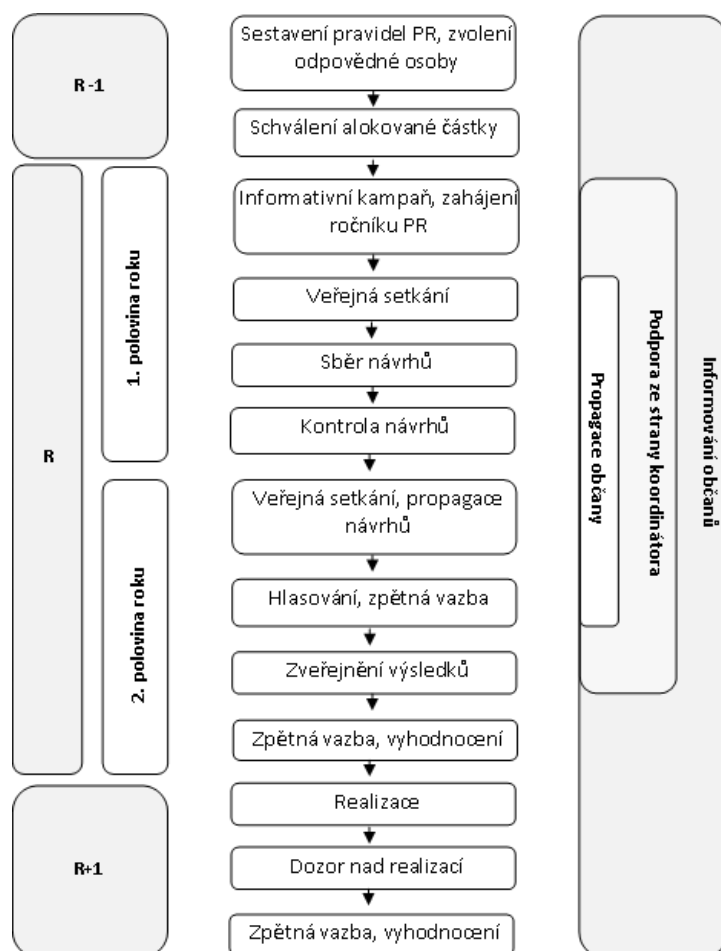 R -1
R
1. polovina roku
2. polovina roku
R+1
Sestavení pravidel PR, zvolení
odpovědné osoby
Schválení alokované částky
Informativní kampaň, zahájení
ročníku PR
Veřejná setkání
Sběr návrhů
Kontrola návrhů
Veřejná setkání, propagace
návrhů
Hlasování, zpětná vazba
Zveřejnění výsledků
Zpětná vazba, vyhodnocení
Realizace
Dozor nad realizací
Zpětná vazba, vyhodnocení
Propagace občany
Podpora ze strany koordinátora
Informování občanů